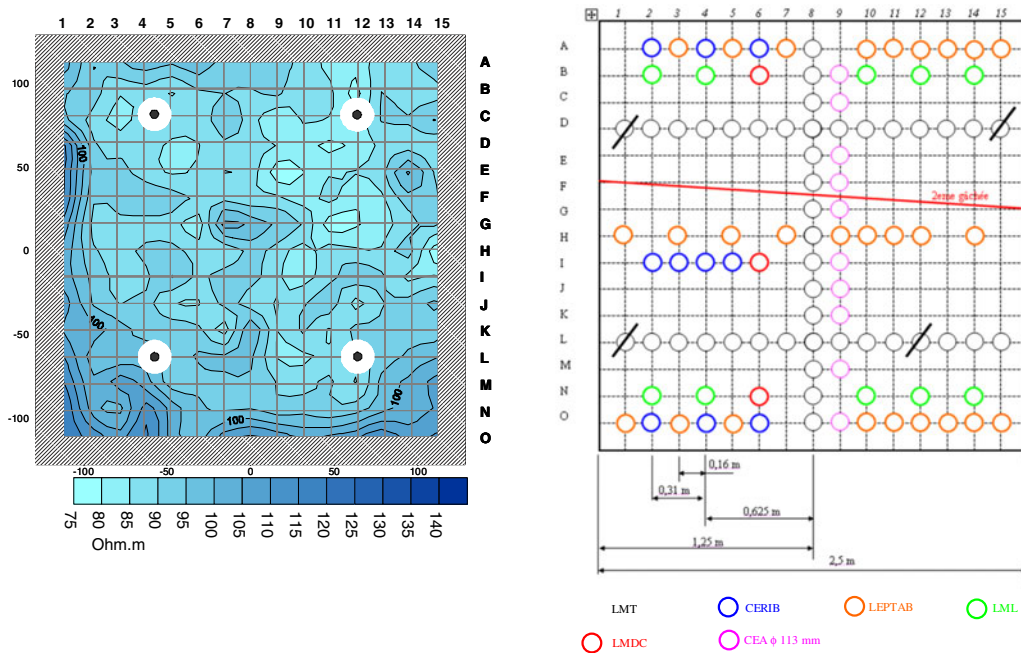 1 2 3 4 5 6 7 8 9 10 11 12 13 14 15
A
B
C
D
E
F
G
H
I
J
K
L
M
N
O
100
50
0
-50
-100
100
100
100
100
-100 -50 0 50 100
75 80 85 90 95 100 105 110 115 120 125 130 135 140
Ohm.m
1 2 3 4 5 6 7 8 9 10 11 12 13 14 15
A
B
C
D
E
F
G
H
I
J
K
L
M
N
O
2eme gâchée
0,16 m
0,31 m
0,625 m
1,25 m
2,5 m
LMT CERIB LEPTAB LML
LMDC CEA ϕ 113 mm